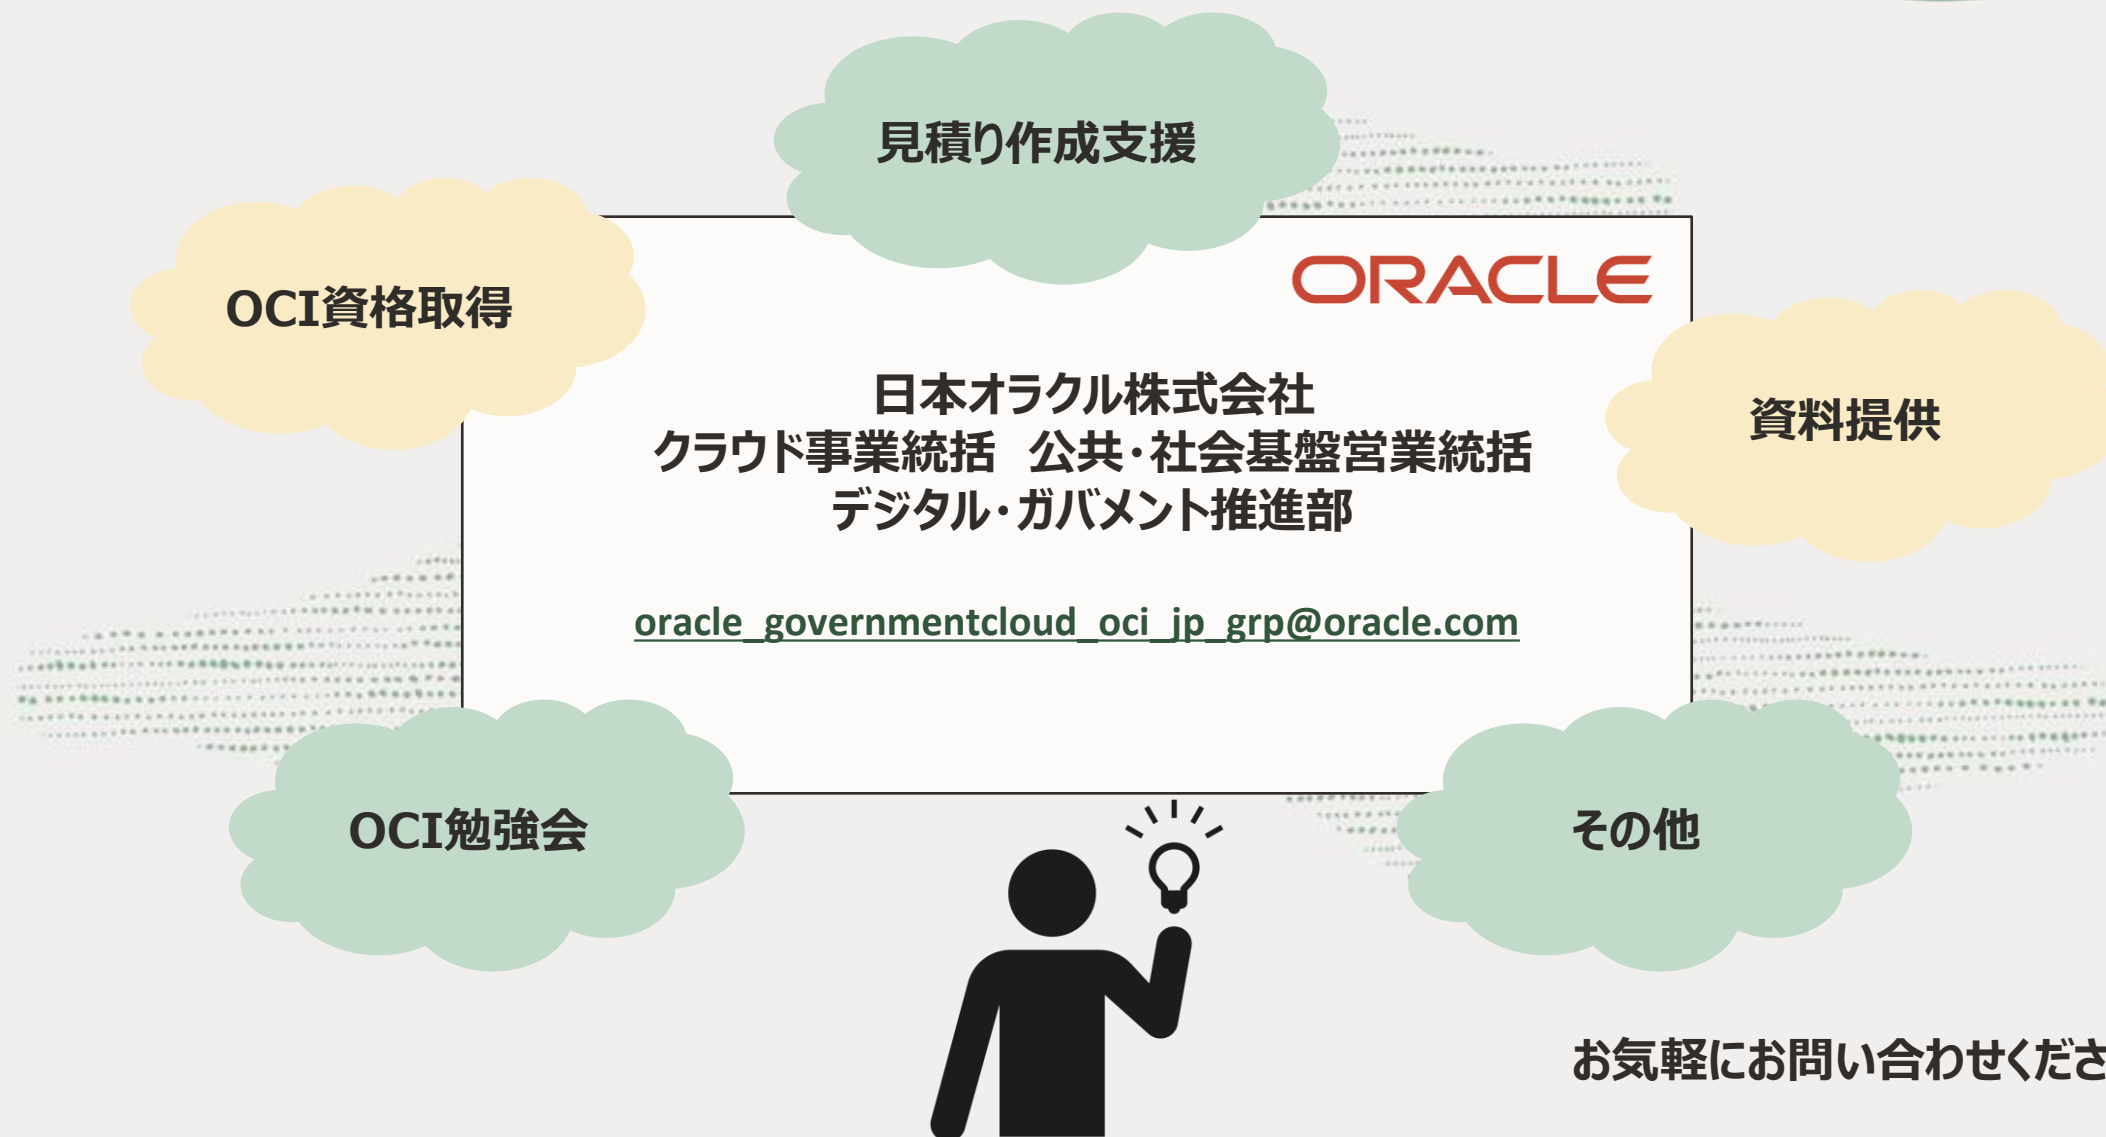 見積り作成支援
OCI資格取得
ORACLE
日本オラクル株式会社
クラウド事業統括　公共・社会基盤営業統括
デジタル・ガバメント推進部
資料提供
oracle_governmentcloud_oci_jp_grp@oracle.com
OCI勉強会
その他
お気軽にお問い合わせくださ